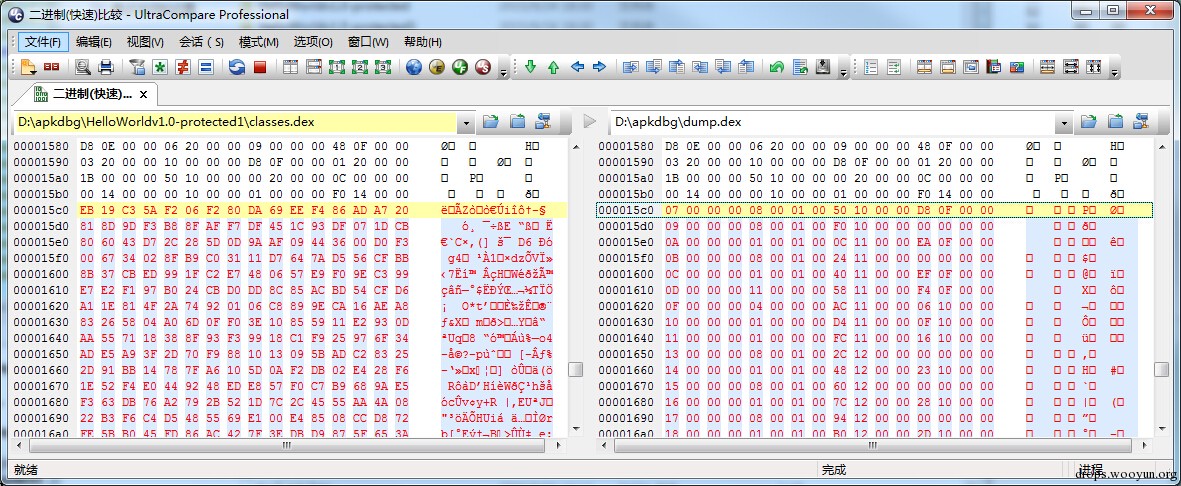 二进制(快速)比较 - UltraCompare Professional
文件(F) 编辑(E) 视图(V) 会话 (S) 模式(M) 选项(O) 窗口(W) 帮助(H)
二进制(快速)... x
D:\apkdbg\HelloWorldv1.0-protected1\classes.dex D:\apkdbg\dump.dex
00001580 D8 0E 00 00 06 20 00 00 09 00 00 00 48 0F 00 00 00001580 D8 0E 00 00 06 20 00 00 09 00 00 00 48 0F 00 00
00001590 03 20 00 00 10 00 00 00 D8 0F 00 00 01 20 00 00 00001590 03 20 00 00 10 00 00 00 D8 0F 00 00 01 20 00 00
000015a0 1B 00 00 00 50 10 00 00 00 20 00 00 0C 00 00 00 000015a0 1B 00 00 00 50 10 00 00 00 20 00 00 0C 00 00 00
000015b0 00 14 00 00 00 10 00 00 01 00 00 00 F0 14 00 00 000015b0 00 14 00 00 00 10 00 00 01 00 00 00 F0 14 00 00
000015c0 EB 19 C3 5A F2 06 F2 80 DA 69 EE F4 86 AD A7 20 000015c0 07 00 00 00 08 00 01 00 50 10 00 00 D8 0F 00 00
000015d0 81 8D 9D F3 B8 8F AF F7 DF 45 1C 93 DF 07 1D CB 000015d0 09 00 00 00 08 00 01 00 F0 10 00 00 00 00 00 00
000015e0 80 60 43 D7 2C 28 5D 0D 9A AF 09 44 36 00 D0 F3 000015e0 0A 00 00 00 01 00 01 00 0C 11 00 00 EA 0F 00 00
000015f0 00 67 34 02 8F B9 C0 31 11 D7 64 7A D5 56 CF BB 000015f0 0B 00 00 00 08 00 01 00 24 11 00 00 00 00 00 00
00001600 8B 37 CB ED 99 1F C2 E7 48 06 57 E9 F0 9E C3 99 00001600 0C 00 00 00 01 00 01 00 40 11 00 00 EF 0F 00 00
00001610 E7 E2 F1 97 B0 24 CB D0 DD 8C 85 AC BD 54 CF D6 00001610 0E 00 00 00 08 00 01 00 58 11 00 00 F4 0F 00 00
00001620 A1 1E 81 4F 2A 74 92 01 06 C8 89 9E CA 16 AE A8 00001620 0F 00 00 00 04 00 02 00 AC 11 00 00 06 10 00 00
00001630 83 26 58 04 A0 6D 0F F0 3E 10 85 59 11 E2 93 0D 00001630 10 00 00 00 01 00 01 00 D4 11 00 00 0F 10 00 00
00001640 AA 55 71 18 38 8F 93 F3 99 18 C1 F9 25 97 6F 34 00001640 11 00 00 00 01 00 01 00 FC 11 00 00 16 10 00 00
00001650 AD E5 A9 3F 2D 70 F9 88 10 13 09 5B AD C2 83 25 00001650 13 00 00 00 08 00 01 00 2C 12 00 00 00 00 00 00
00001660 2D 91 BB 14 78 7F A6 10 5D 0A F2 DB 02 E4 28 F6 00001660 14 00 00 00 01 00 01 00 48 12 00 00 23 10 00 00
00001670 1E 52 F4 E0 44 92 48 ED E8 57 F0 C7 B9 68 9A E5 00001670 15 00 00 00 08 00 01 00 60 12 00 00 00 00 00 00
00001680 F3 63 DB 76 A2 79 2B 52 1D 7C 2C 45 55 AA 4A 08 00001680 16 00 00 00 01 00 01 00 7C 12 00 00 28 10 00 00
00001690 22 B3 F6 C4 D5 48 55 69 E1 00 E4 85 08 CC D8 72 00001690 17 00 00 00 08 00 01 00 94 12 00 00 00 00 00 00
000016a0 FE 5B B0 45 FD 86 AC 42 7F 3E DB D9 87 5F 65 3A 000016a0 18 00 00 00 01 00 01 00 B0 12 00 00 2D 10 00 00
就绪 完成 进程
drops.wooyun.org